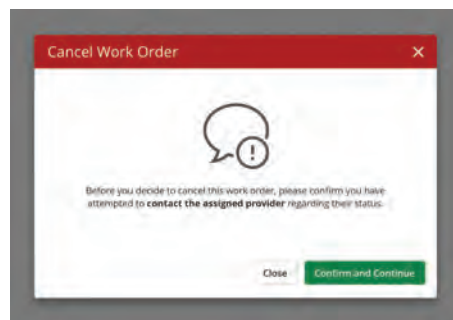 Cancel Work Order
Before you decide to cancel this work order, please confirm you have
attempted to contact the assigned provider regarding their status.
Close
Confirm and Continue